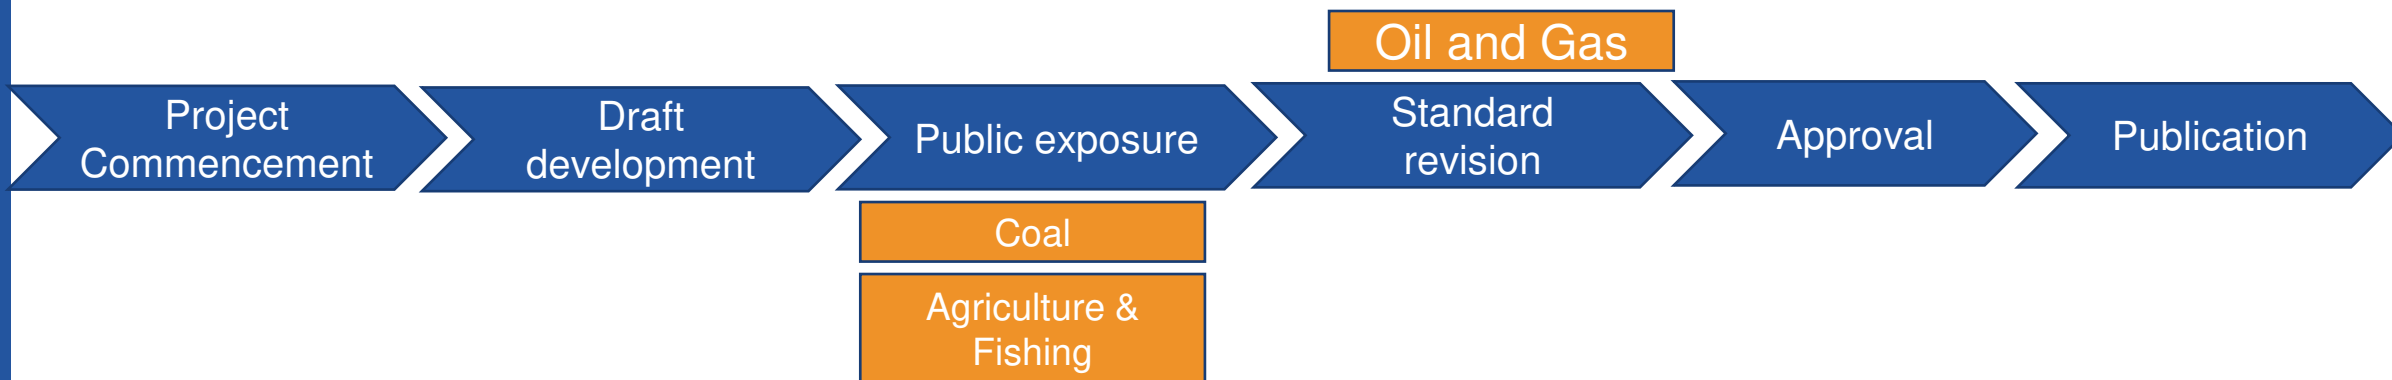 Oil and Gas
Project
Commencement
Draft
development
Public exposure
Standard
revision
Approval
Publication
Coal
Agriculture &
Fishing